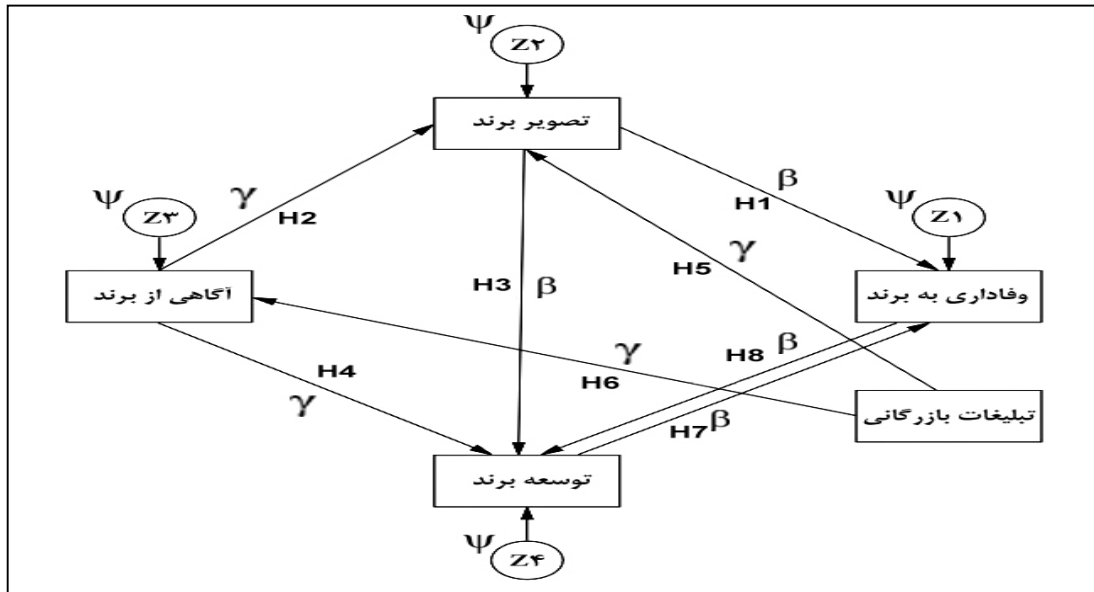 ψ
Z۲
تصویر برند
β
H1
γ
H2
ψ
Z۳
ψ
Z۱
γ
H5
H3
β
آگاهی از برند
وفاداری به برند
γ
H6
H8
β
H4
γ
H7
β
تبلیغات بازرگانی
توسعه برند
ψ
Z۴